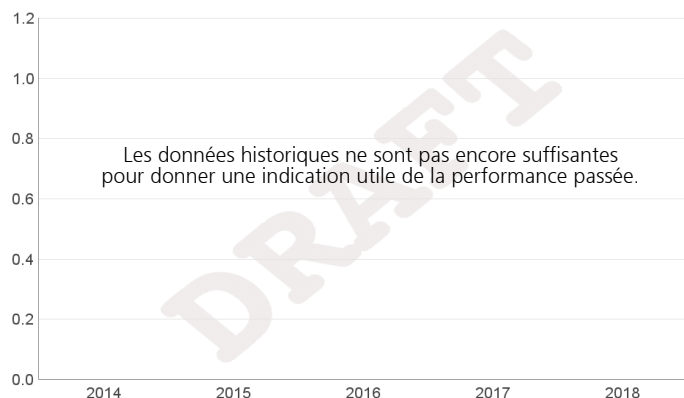 1.2
1.0
0.8
Les données historiques ne sont pas encore suffisantes
pour donner une indication utile de la performance passée.
0.6
0.4
0.2
0.0
2014 2015 2016 2017 2018
DRAFT